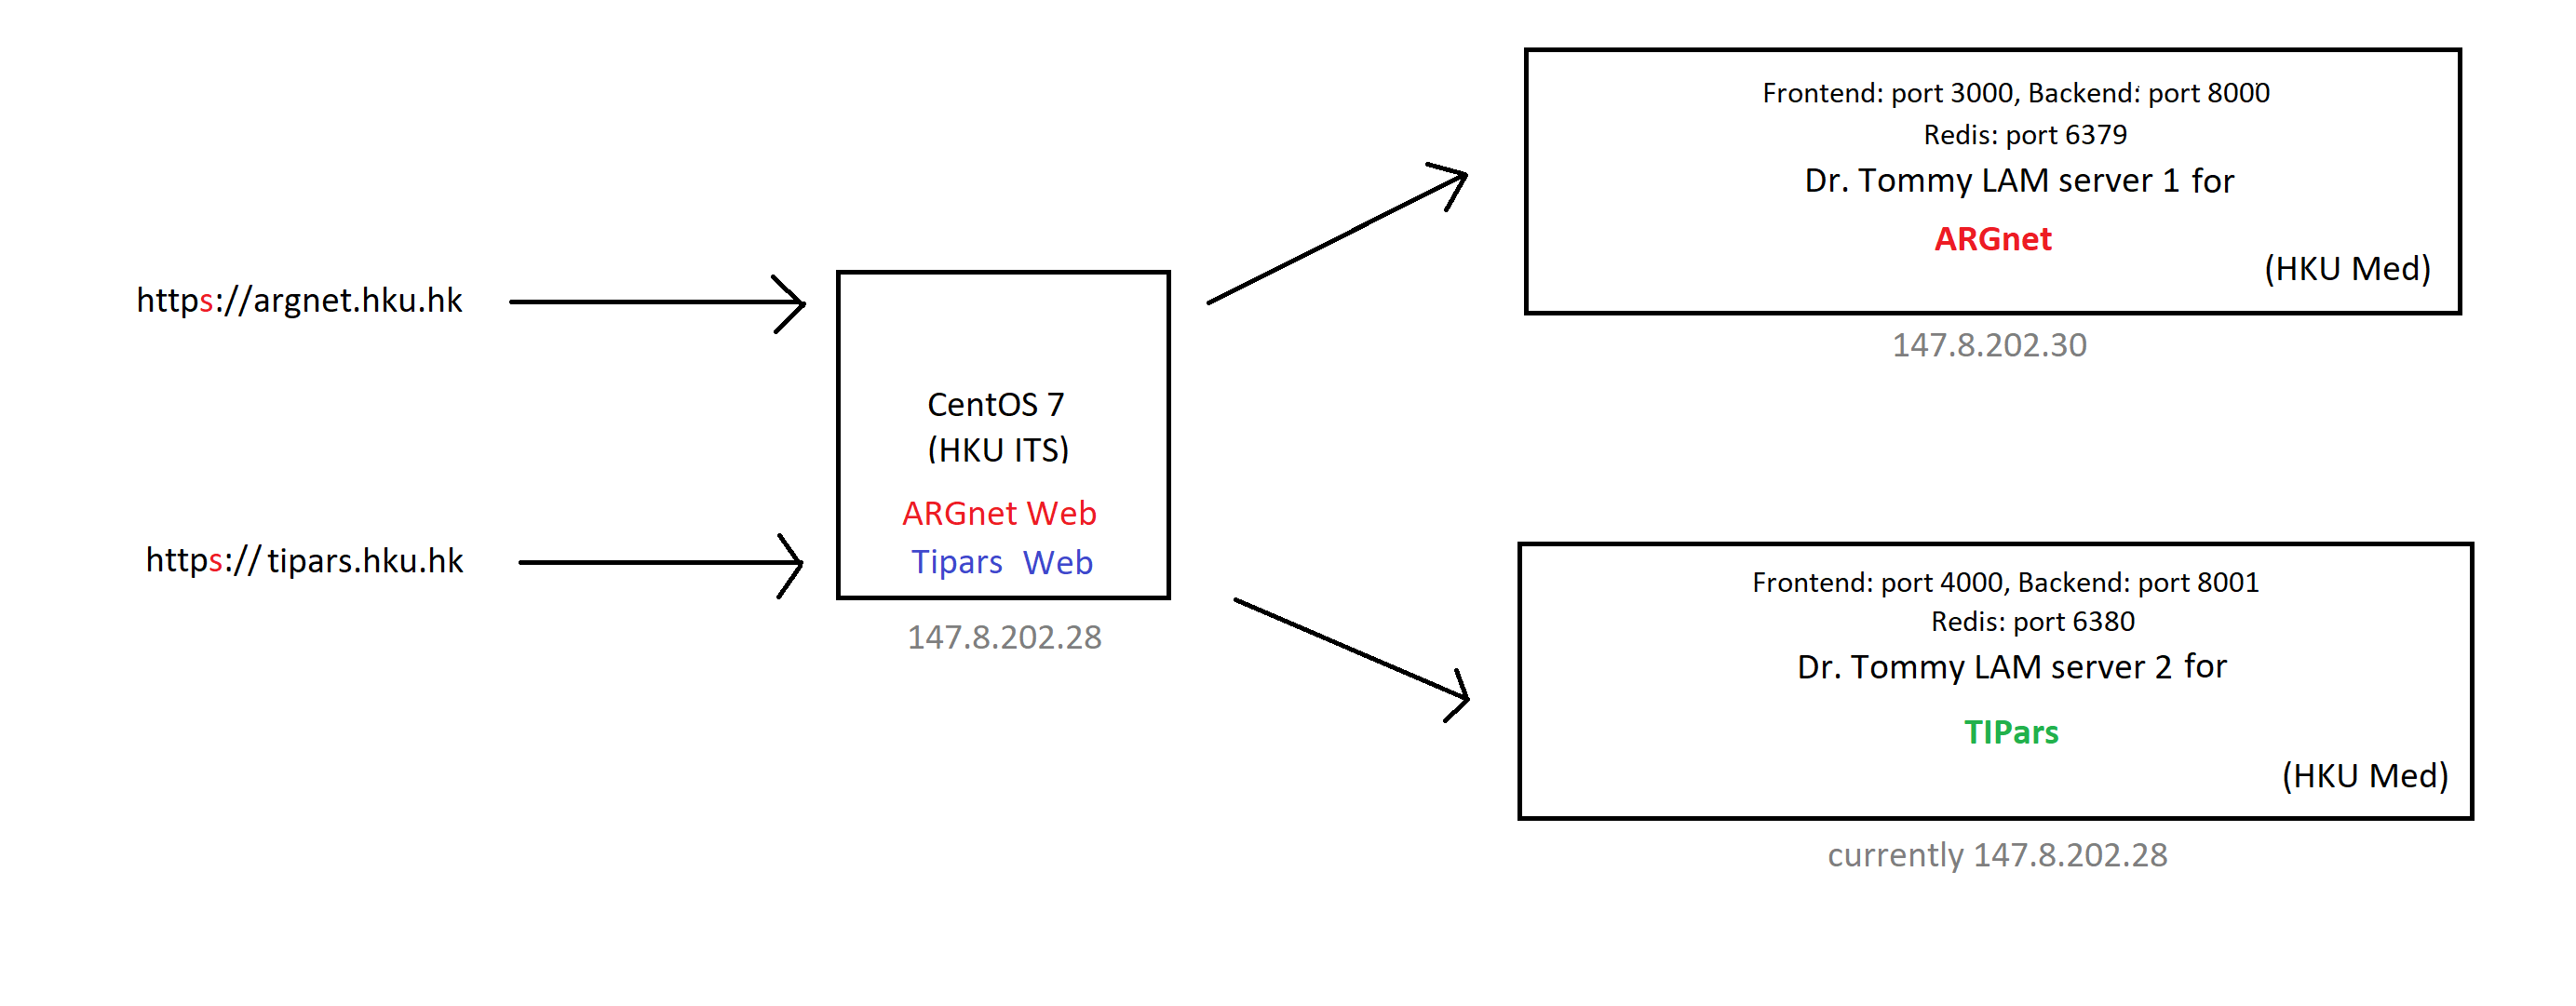 https://argnet.hku.hk
https:// tipars.hku.hk
CentOS 7
(HKU ITS)
ARGnet Web
Tipars Web
147.8.202.28
Frontend: port 3000, Backend: port 8000
Redis: port 6379
Dr. Tommy LAM server 1 for
ARGnet
(HKU Med)
147.8.202.30
Frontend: port 4000, Backend: port 8001
Redis: port 6380
Dr. Tommy LAM server 2 for
TIPars
(HKU Med)
currently 147.8.202.28